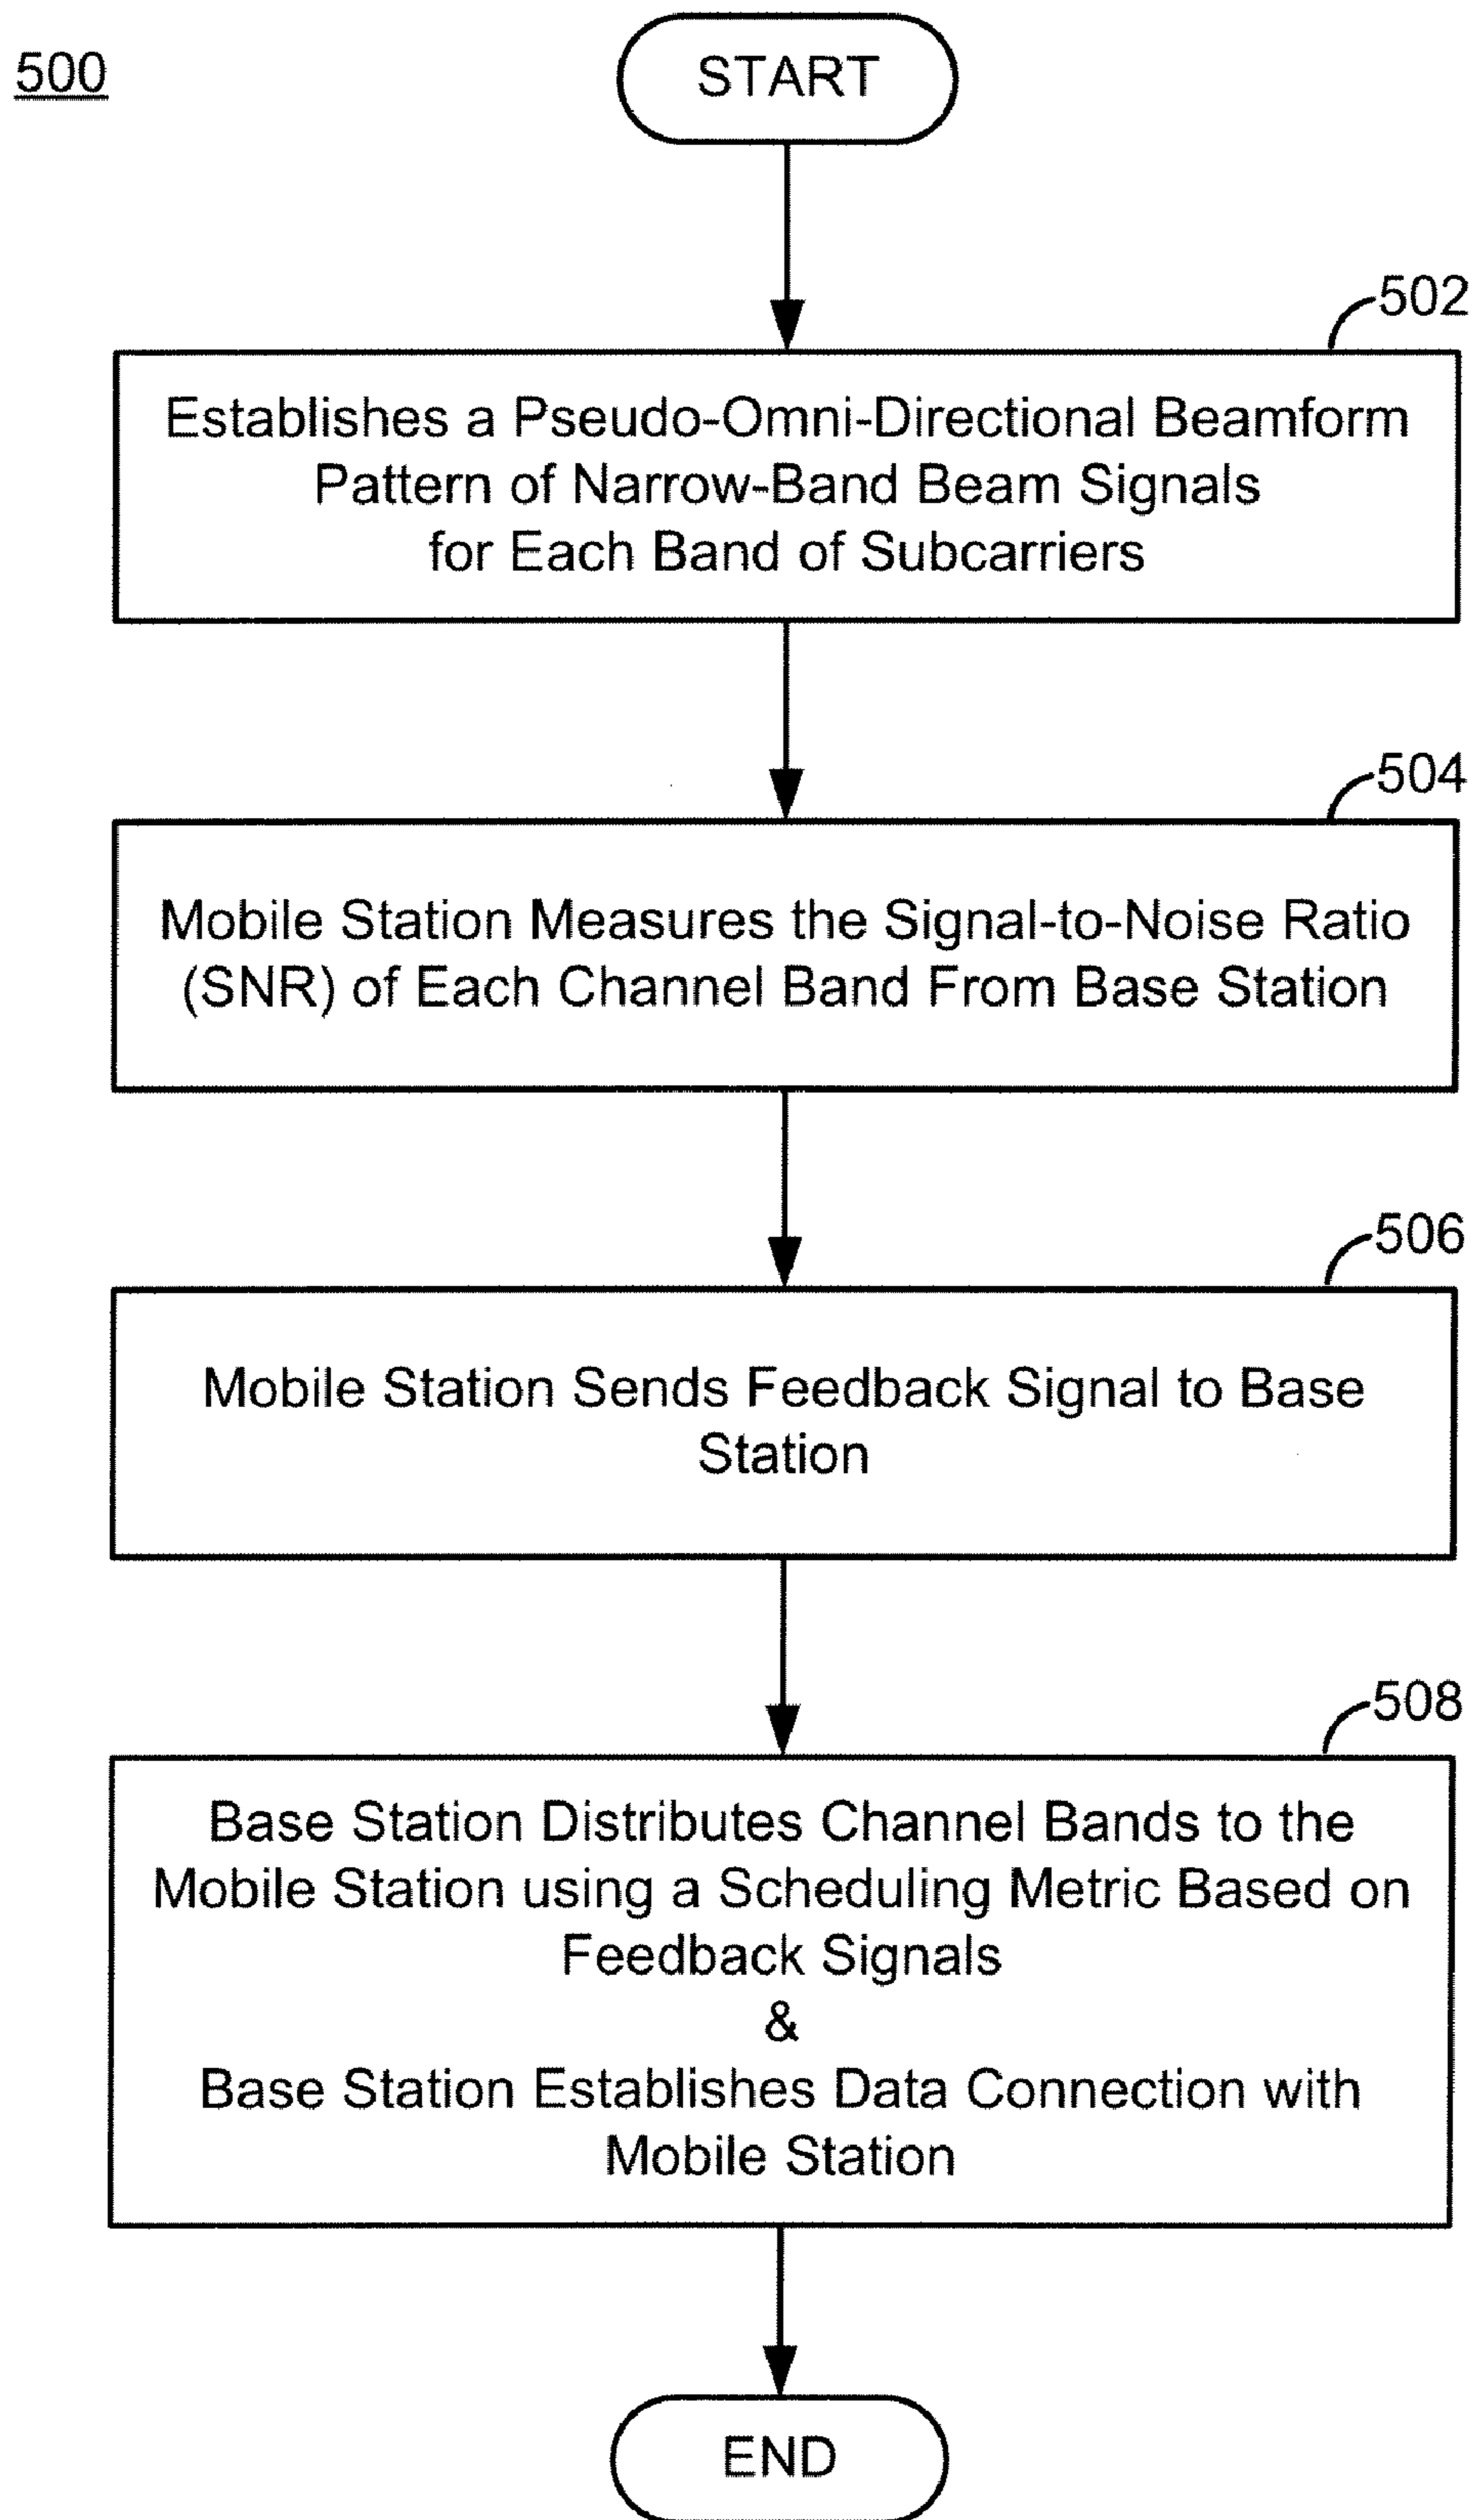 500
START
502
Establishes a Pseudo-Omni-Directional Beamform
Pattern of Narrow-Band Beam Signals
for Each Band of Subcarriers
504
Mobile Station Measures the Signal-to-Noise Ratio
(SNR) of Each Channel Band From Base Station
506
Mobile Station Sends Feedback Signal to Base
Station
508
Base Station Distributes Channel Bands to the
Mobile Station using a Scheduling Metric Based on
Feedback Signals
&
Base Station Establishes Data Connection with
Mobile Station
END